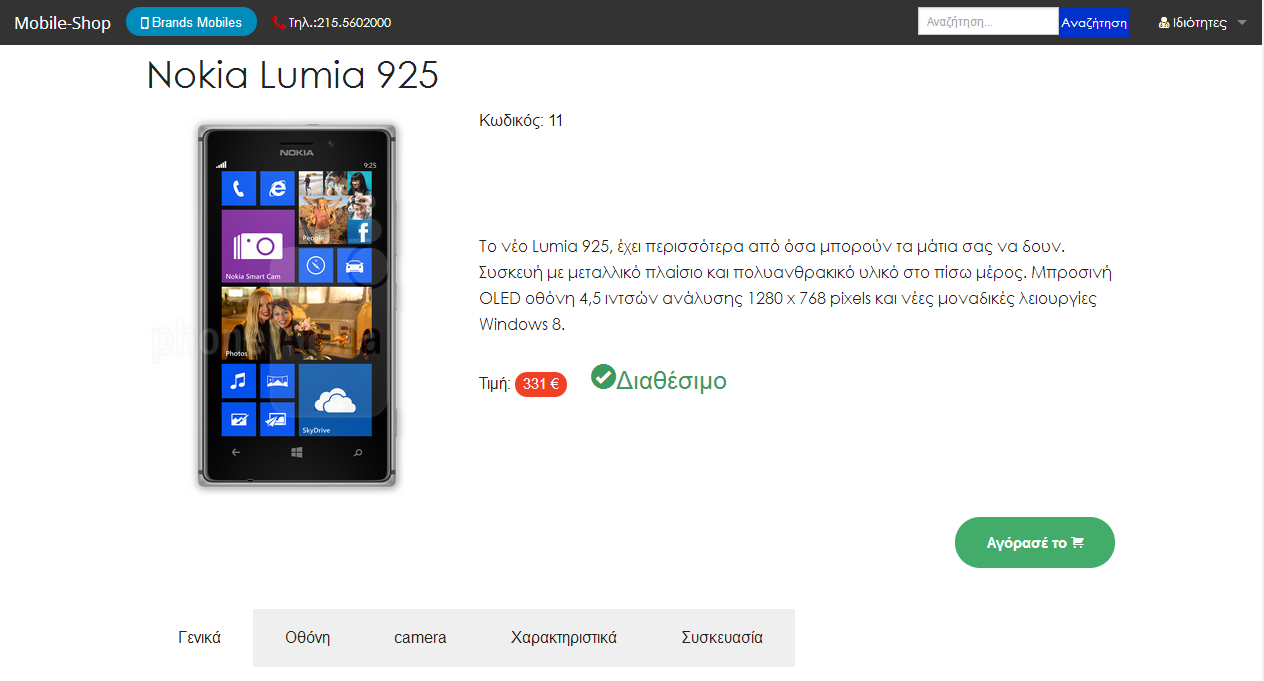 Mobile-Shop Brands Mobiles Τηλ.:215.5602000 Αναζήτηση... Αναζήτηση Ιδιότητες
Nokia Lumia 925
Κωδικός: 11
NOKIA
9:25
People
Nokia Smart Cam
Photos
SkyDrive
Το νέο Lumia 925, έχει περισσότερα από όσα μπορούν τα μάτια σας να δουν.
Συσκευή με μεταλλικό πλαίσιο και πολυανθρακικό υλικό στο πίσω μέρος. Μπροσινή
OLED οθόνη 4,5 ιντσών ανάλυσης 1280 x 768 pixels και νέες μοναδικές λειουργίες
Windows 8.
Τιμή: 331 € Διαθέσιμο
Αγόρασέ το
Γενικά Οθόνη camera Χαρακτηριστικά Συσκευασία